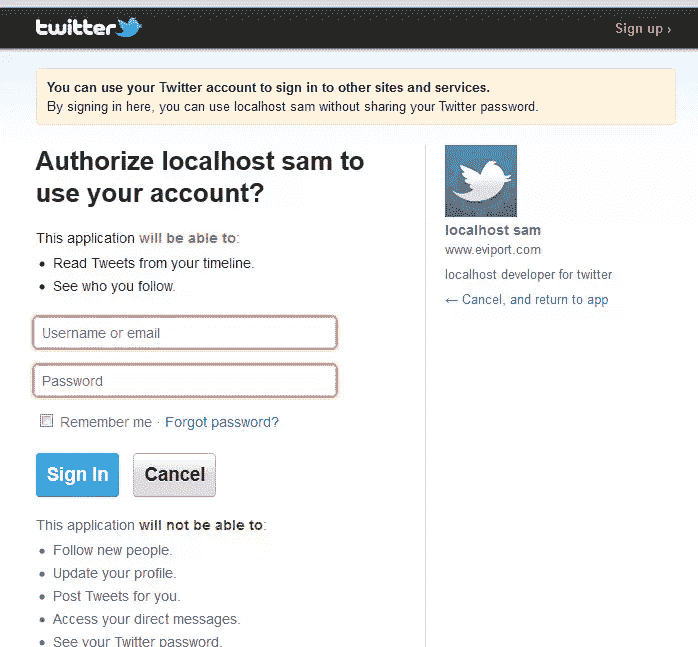 twitter
Sign up ›
You can use your Twitter account to sign in to other sites and services.
By signing in here, you can use localhost sam without sharing your Twitter password.
Authorize localhost sam to
use your account?
This application will be able to:
• Read Tweets from your timeline.
• See who you follow.
Username or email
Password
Remember me · Forgot password?
Sign In
Cancel
This application will not be able to:
• Follow new people.
• Update your profile.
• Post Tweets for you.
• Access your direct messages.
• See your Twitter password.
localhost sam
www.eviport.com
localhost developer for twitter
← Cancel, and return to app